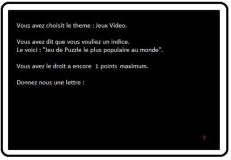 Vous avez choisit le theme : Jeux Video.
Vous avez dit que vous vouliez un indice.
Le voici : "Jeu de Puzzle le plus populaire au monde".
Vous avez le droit a encore 1 points maximum.
Donnez nous une lettre :
?